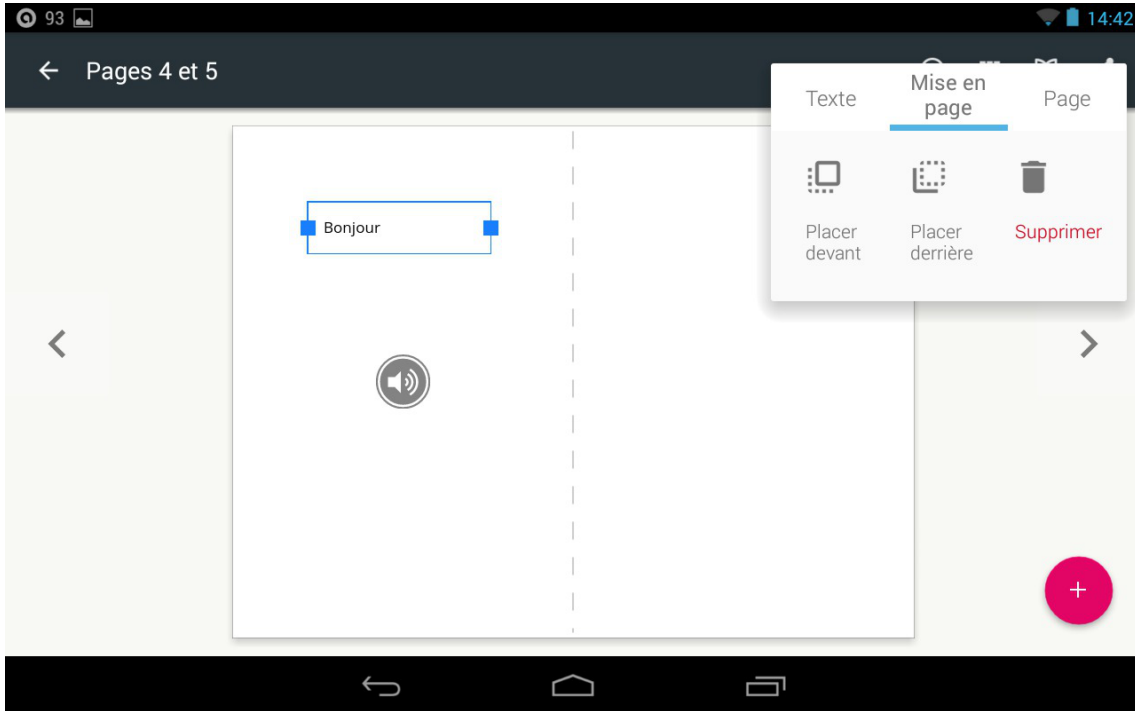 93
14:42
Pages 4 et 5
Texte
Mise en
page
Page
Placer
devant
Placer
derrière
Supprimer
Bonjour